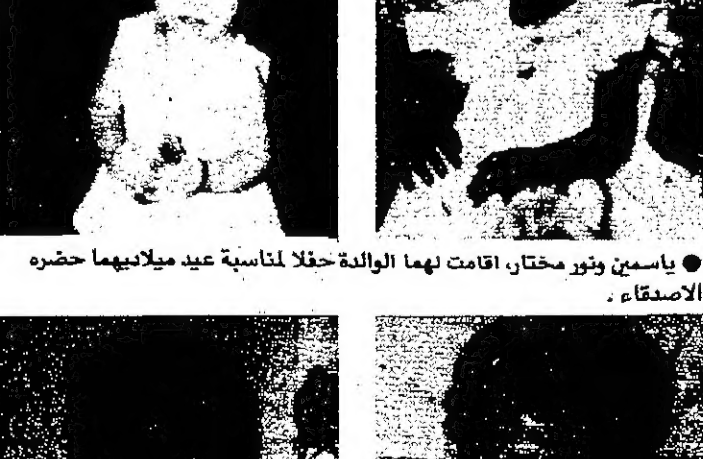 ● ياسمين ونور مختار، اقامت لهما الوالدة حفلا لمناسبة عيد ميلاديهما حضره
الاصدقاء .